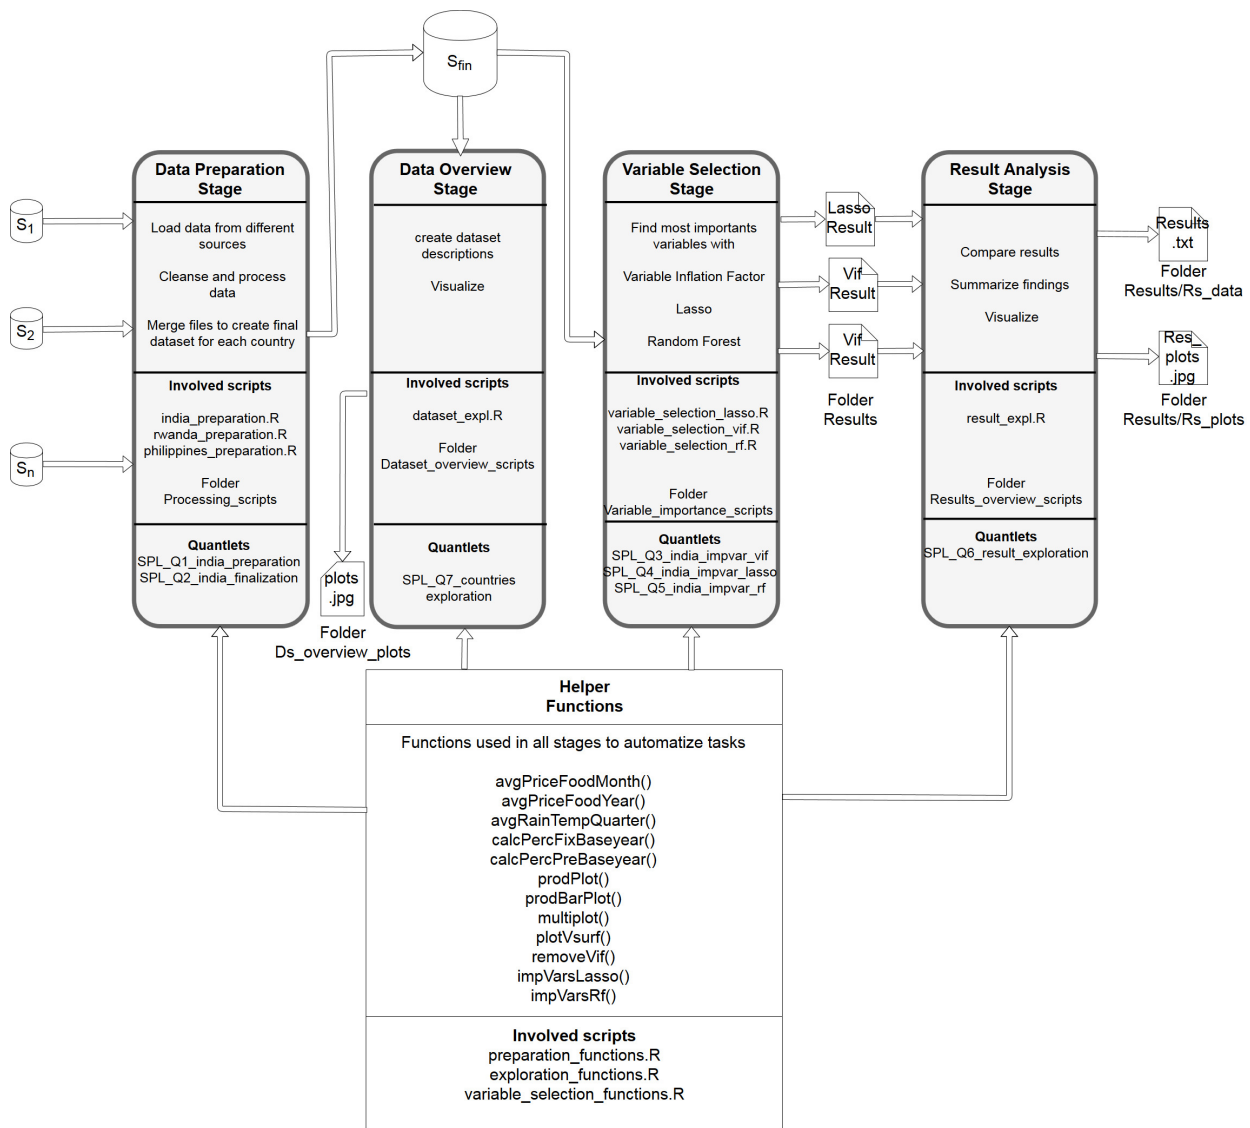 S_fin
Data Preparation
Stage
Load data from different
sources
Cleanse and process
data
Merge files to create final
dataset for each country
Involved scripts
india_preparation.R
rwanda_preparation.R
philippines_preparation.R
Folder
Processing_scripts
Quantlets
SPL_Q1_india_preparation
SPL_Q2_india_finalization
S1
S2
Sn
Data Overview
Stage
create dataset
descriptions
Visualize
Involved scripts
dataset_expl.R
Folder
Dataset_overview_scripts
Quantlets
SPL_Q7_countries
exploration
plots
.jpg
Folder
Ds_overview_plots
Variable Selection
Stage
Find most importants
variables with
Variable Inflation Factor
Lasso
Random Forest
Involved scripts
variable_selection_lasso.R
variable_selection_vif.R
variable_selection_rf.R
Folder
Variable_importance_scripts
Quantlets
SPL_Q3_india_impvar_vif
SPL_Q4_india_impvar_lasso
SPL_Q5_india_impvar_rf
Lasso
Result
Vif
Result
Vif
Result
Folder
Results
Result Analysis
Stage
Compare results
Summarize findings
Visualize
Involved scripts
result_expl.R
Folder
Results_overview_scripts
Quantlets
SPL_Q6_result_exploration
Results
.txt
Folder
Results/Rs_data
Res_
plots
.jpg
Folder
Results/Rs_plots
Helper
Functions
Functions used in all stages to automatize tasks
avgPriceFoodMonth()
avgPriceFoodYear()
avgRainTempQuarter()
calcPercFixBaseyear()
calcPercPreBaseyear()
prodPlot()
prodBarPlot()
multiplot()
plotVsurf()
removeVif()
impVarsLasso()
impVarsRf()
Involved scripts
preparation_functions.R
exploration_functions.R
variable_selection_functions.R